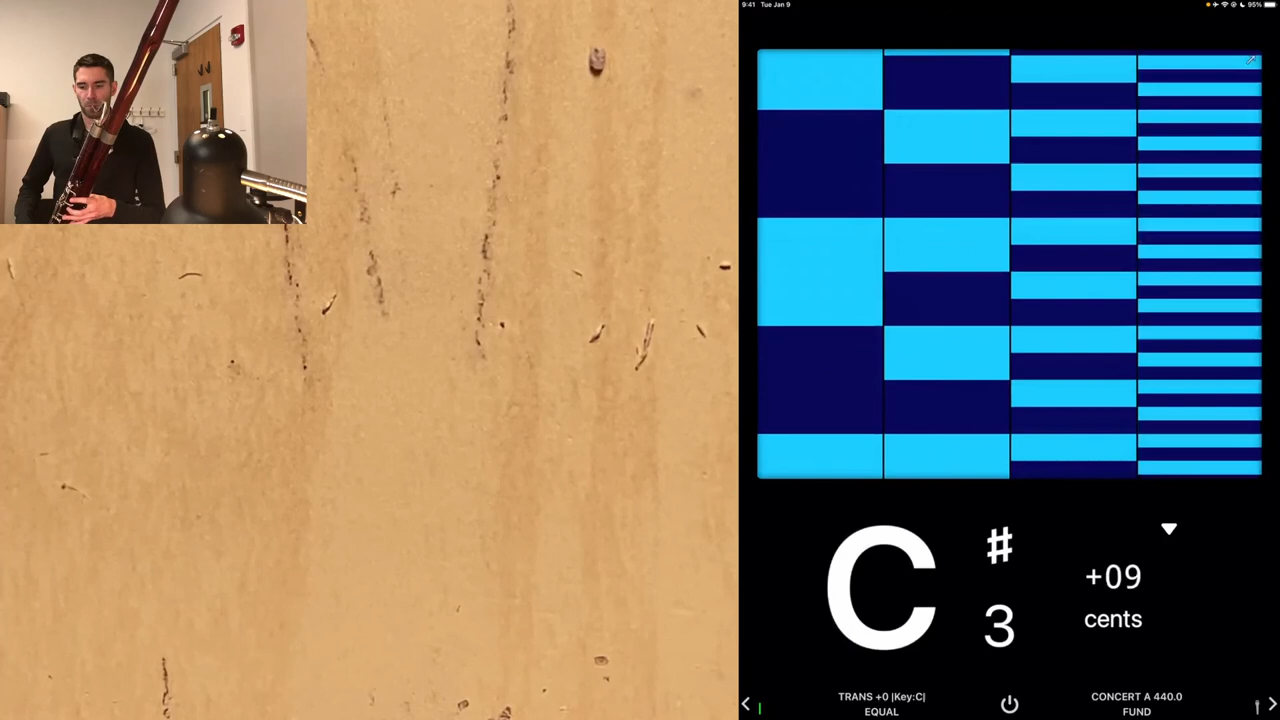 9:41 Tue Jan 9
95%
C # 3
+09
cents
TRANS +0 |Key:C|
EQUAL
CONCERT A 440.0
FUND